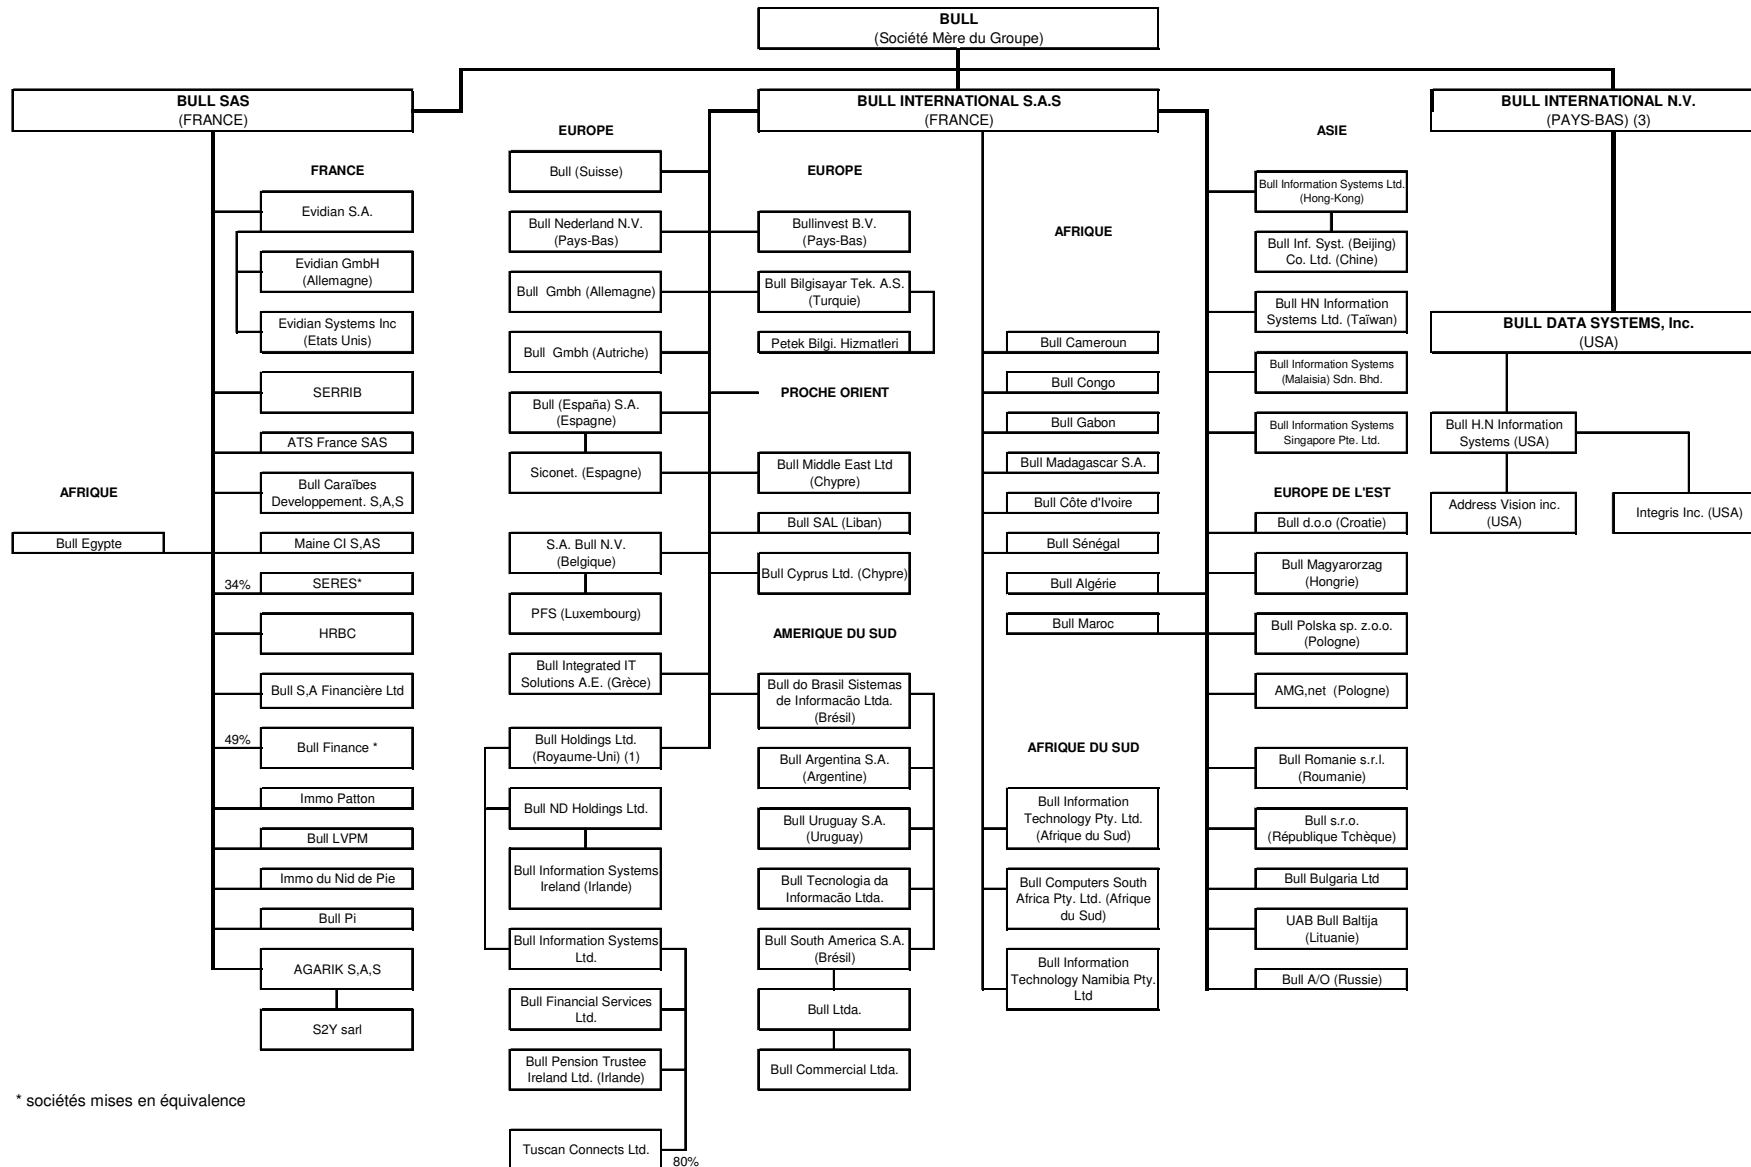 BULL
(Société Mère du Groupe)
BULL SAS
(FRANCE)
BULL INTERNATIONAL S.A.S
(FRANCE)
BULL INTERNATIONAL N.V.
(PAYS-BAS) (3)
FRANCE
Evidian S.A.
Evidian GmbH
(Allemagne)
Evidian Systems Inc
(Etats Unis)
SERRIB
ATS France SAS
Bull Caraïbes
Developpement. S,A,S
AFRIQUE
Bull Egypte
Maine CI S,AS
34%
SERES*
HRBC
Bull S,A Financière Ltd
49%
Bull Finance *
Immo Patton
Bull LVPM
Immo du Nid de Pie
Bull Pi
AGARIK S,A,S
S2Y sarl
* sociétés mises en équivalence
EUROPE
Bull (Suisse)
Bull Nederland N.V.
(Pays-Bas)
Bull  Gmbh (Allemagne)
Bull  Gmbh (Autriche)
Bull (España) S.A.
(Espagne)
Siconet. (Espagne)
S.A. Bull N.V.
(Belgique)
PFS (Luxembourg)
Bull Integrated IT
Solutions A.E. (Grèce)
Bull Holdings Ltd.
(Royaume-Uni) (1)
Bull ND Holdings Ltd.
Bull Information Systems
Ireland (Irlande)
Bull Information Systems
Ltd.
Bull Financial Services
Ltd.
Bull Pension Trustee
Ireland Ltd. (Irlande)
Tuscan Connects Ltd.
80%
EUROPE
Bullinvest B.V.
(Pays-Bas)
Bull Bilgisayar Tek. A.S.
(Turquie)
Petek Bilgi. Hizmatleri
PROCHE ORIENT
Bull Middle East Ltd
(Chypre)
Bull SAL (Liban)
Bull Cyprus Ltd. (Chypre)
AMERIQUE DU SUD
Bull do Brasil Sistemas
de Informacão Ltda.
(Brésil)
Bull Argentina S.A.
(Argentine)
Bull Uruguay S.A.
(Uruguay)
Bull Tecnologia da
Informacão Ltda.
Bull South America S.A.
(Brésil)
Bull Ltda.
Bull Commercial Ltda.
AFRIQUE
Bull Cameroun
Bull Congo
Bull Gabon
Bull Madagascar S.A.
Bull Côte d'Ivoire
Bull Sénégal
Bull Algérie
Bull Maroc
AFRIQUE DU SUD
Bull Information
Technology Pty. Ltd.
(Afrique du Sud)
Bull Computers South
Africa Pty. Ltd. (Afrique
du Sud)
Bull Information
Technology Namibia Pty.
Ltd
ASIE
Bull Information Systems Ltd.
(Hong-Kong)
Bull Inf. Syst. (Beijing)
Co. Ltd. (Chine)
Bull HN Information
Systems Ltd. (Taïwan)
Bull Information Systems
(Malaisia) Sdn. Bhd.
Bull Information Systems
Singapore Pte. Ltd.
EUROPE DE L'EST
Bull d.o.o (Croatie)
Bull Magyarorzag
(Hongrie)
Bull Polska sp. z.o.o.
(Pologne)
AMG,net  (Pologne)
Bull Romanie s.r.l.
(Roumanie)
Bull s.r.o.
(République Tchèque)
Bull Bulgaria Ltd
UAB Bull Baltija
(Lituanie)
Bull A/O (Russie)
BULL DATA SYSTEMS, Inc.
(USA)
Bull H.N Information
Systems (USA)
Address Vision inc.
(USA)
Integris Inc. (USA)